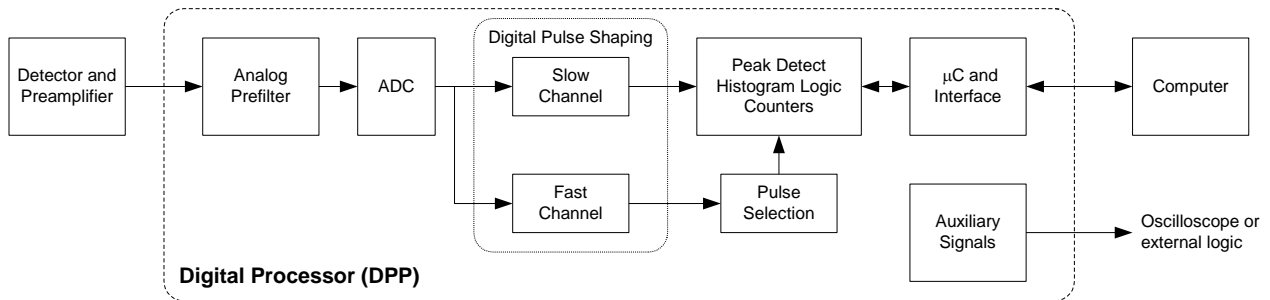 Digital Pulse Shaping
Detector and
Preamplifier
Analog
Prefilter
ADC
Slow
Channel
Peak Detect
Histogram Logic
Counters
μC and
Interface
Computer
Fast
Channel
Pulse
Selection
Auxiliary
Signals
Oscilloscope or
external logic
Digital Processor (DPP)